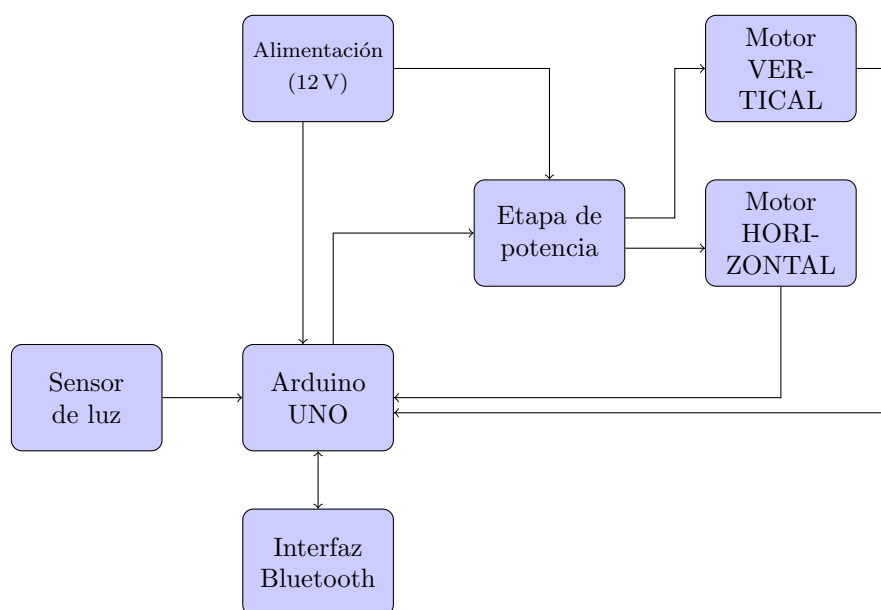 Alimentación
(12 V)
Motor
VER-
TICAL
Etapa de
potencia
Motor
HORI-
ZONTAL
Sensor
de luz
Arduino
UNO
Interfaz
Bluetooth